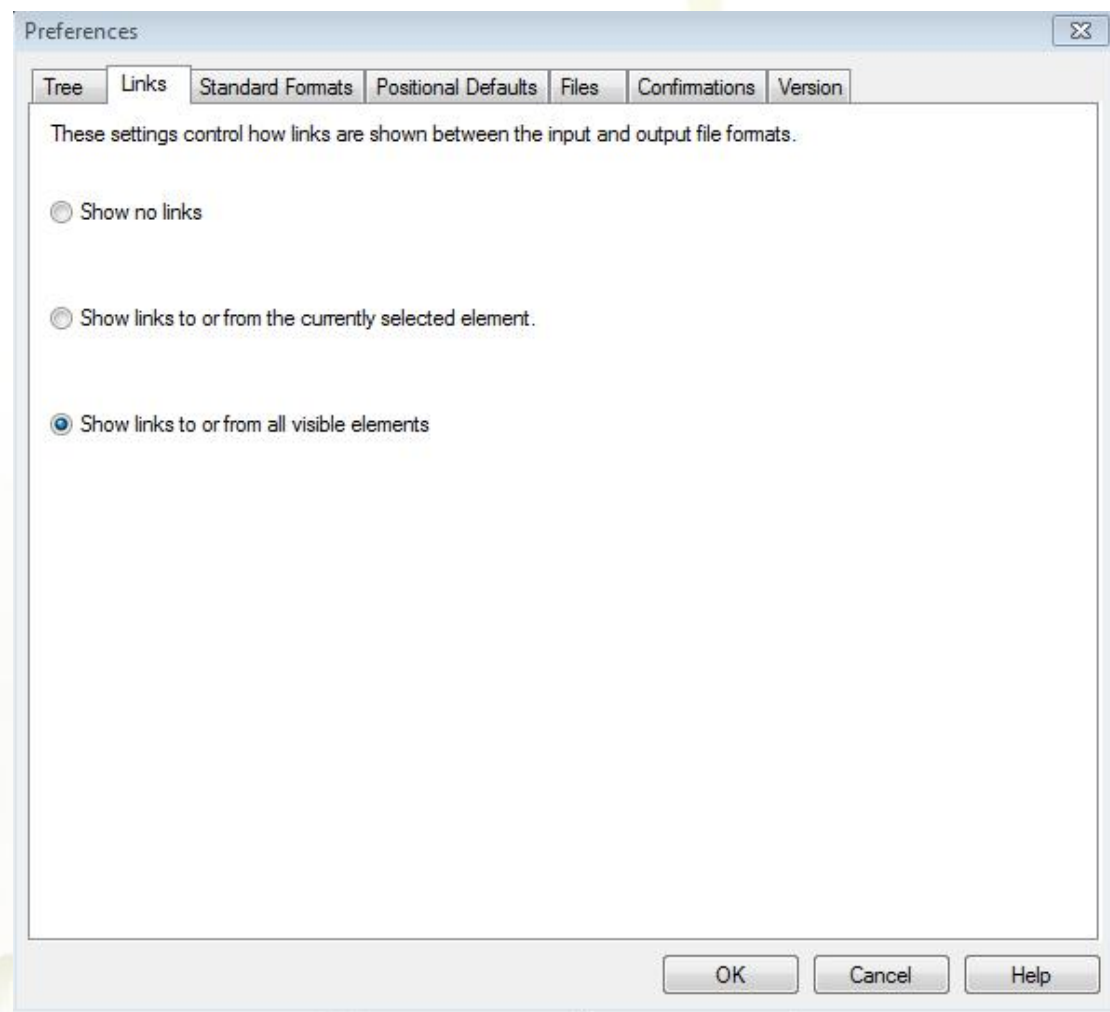 Preferences
Tree Links Standard Formats Positional Defaults Files Confirmations Version
These settings control how links are shown between the input and output file formats.
Show no links
Show links to or from the currently selected element.
Show links to or from all visible elements
OK Cancel Help